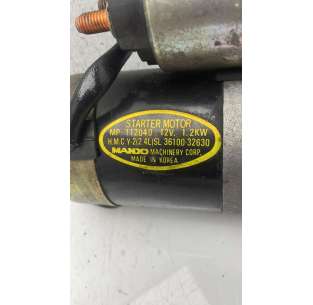 STARTER MOTOR
MP 112040 12V. 1.2KW
H.M.C Y-2/2.4L/SL 36100-32630
MANDO MACHINERY CORP.
MADE IN KOREA